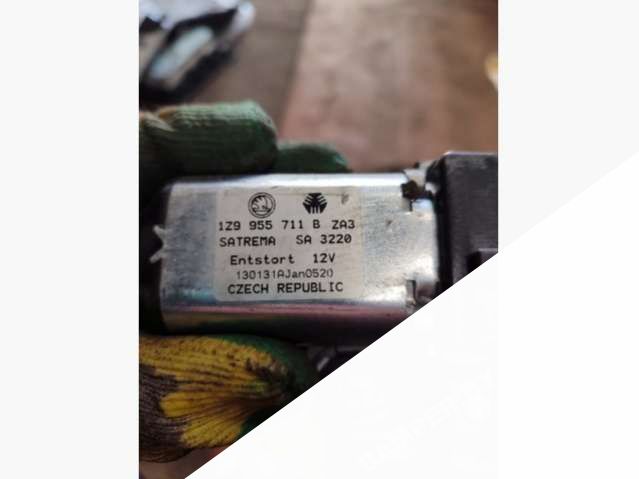 1Z9 955 711 B ZA3
SATREMA SA 3220
Entstort 12V
130131AJan0520
CZECH REPUBLIC